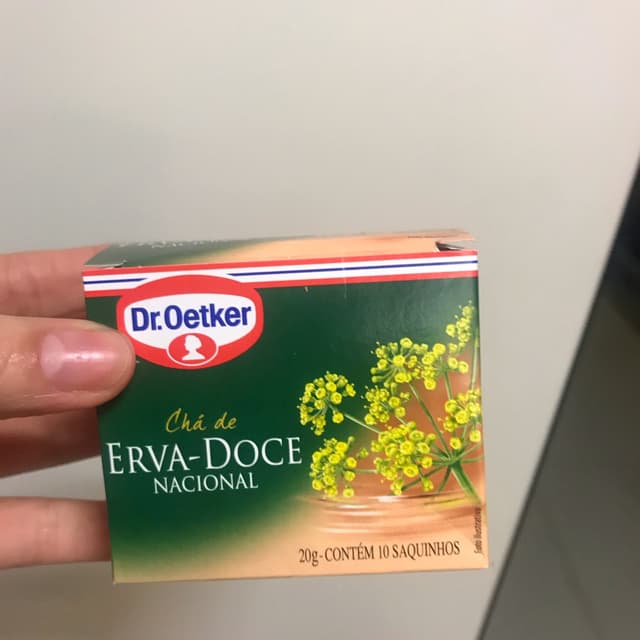 Dr.Oetker
Chá de
ERVA-DOCE
NACIONAL
20g-CONTÉM 10 SAQUINHOS